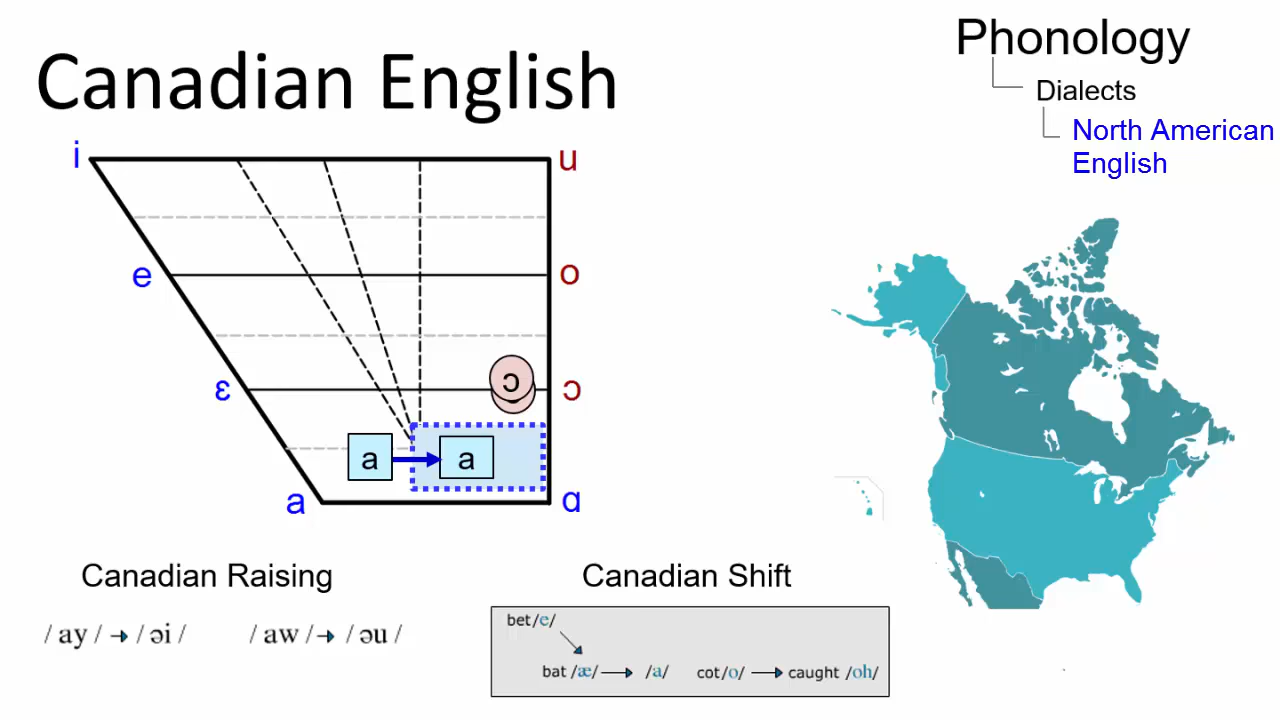 Canadian English
Phonology
Dialects
North American
English
i
u
e
o
ɛ
ɔ
ɔ
a
a
a
ɑ
Canadian Raising
/ ay / → / əi /
/ aw / → / əu /
Canadian Shift
bet /e/
bat /æ/ → /a/
cot /o/ → caught /oh/